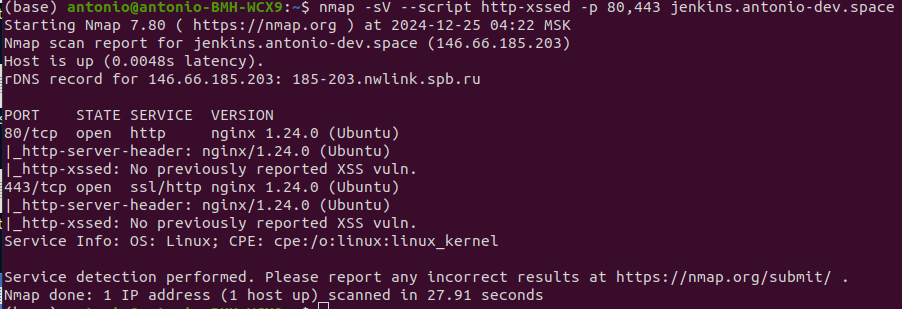 (base) antonio@antonio-BMH-WCX9:~$ nmap -sV --script http-xssed -p 80,443 jenkins.antonio-dev.space
Starting Nmap 7.80 ( https://nmap.org ) at 2024-12-25 04:22 MSK
Nmap scan report for jenkins.antonio-dev.space (146.66.185.203)
Host is up (0.0048s latency).
rDNS record for 146.66.185.203: 185-203.nwlink.spb.ru
PORT    STATE SERVICE  VERSION
80/tcp  open  http     nginx 1.24.0 (Ubuntu)
|_http-server-header: nginx/1.24.0 (Ubuntu)
|_http-xssed: No previously reported XSS vuln.
443/tcp open  ssl/http nginx 1.24.0 (Ubuntu)
|_http-server-header: nginx/1.24.0 (Ubuntu)
|_http-xssed: No previously reported XSS vuln.
Service Info: OS: Linux; CPE: cpe:/o:linux:linux_kernel
Service detection performed. Please report any incorrect results at https://nmap.org/submit/ .
Nmap done: 1 IP address (1 host up) scanned in 27.91 seconds